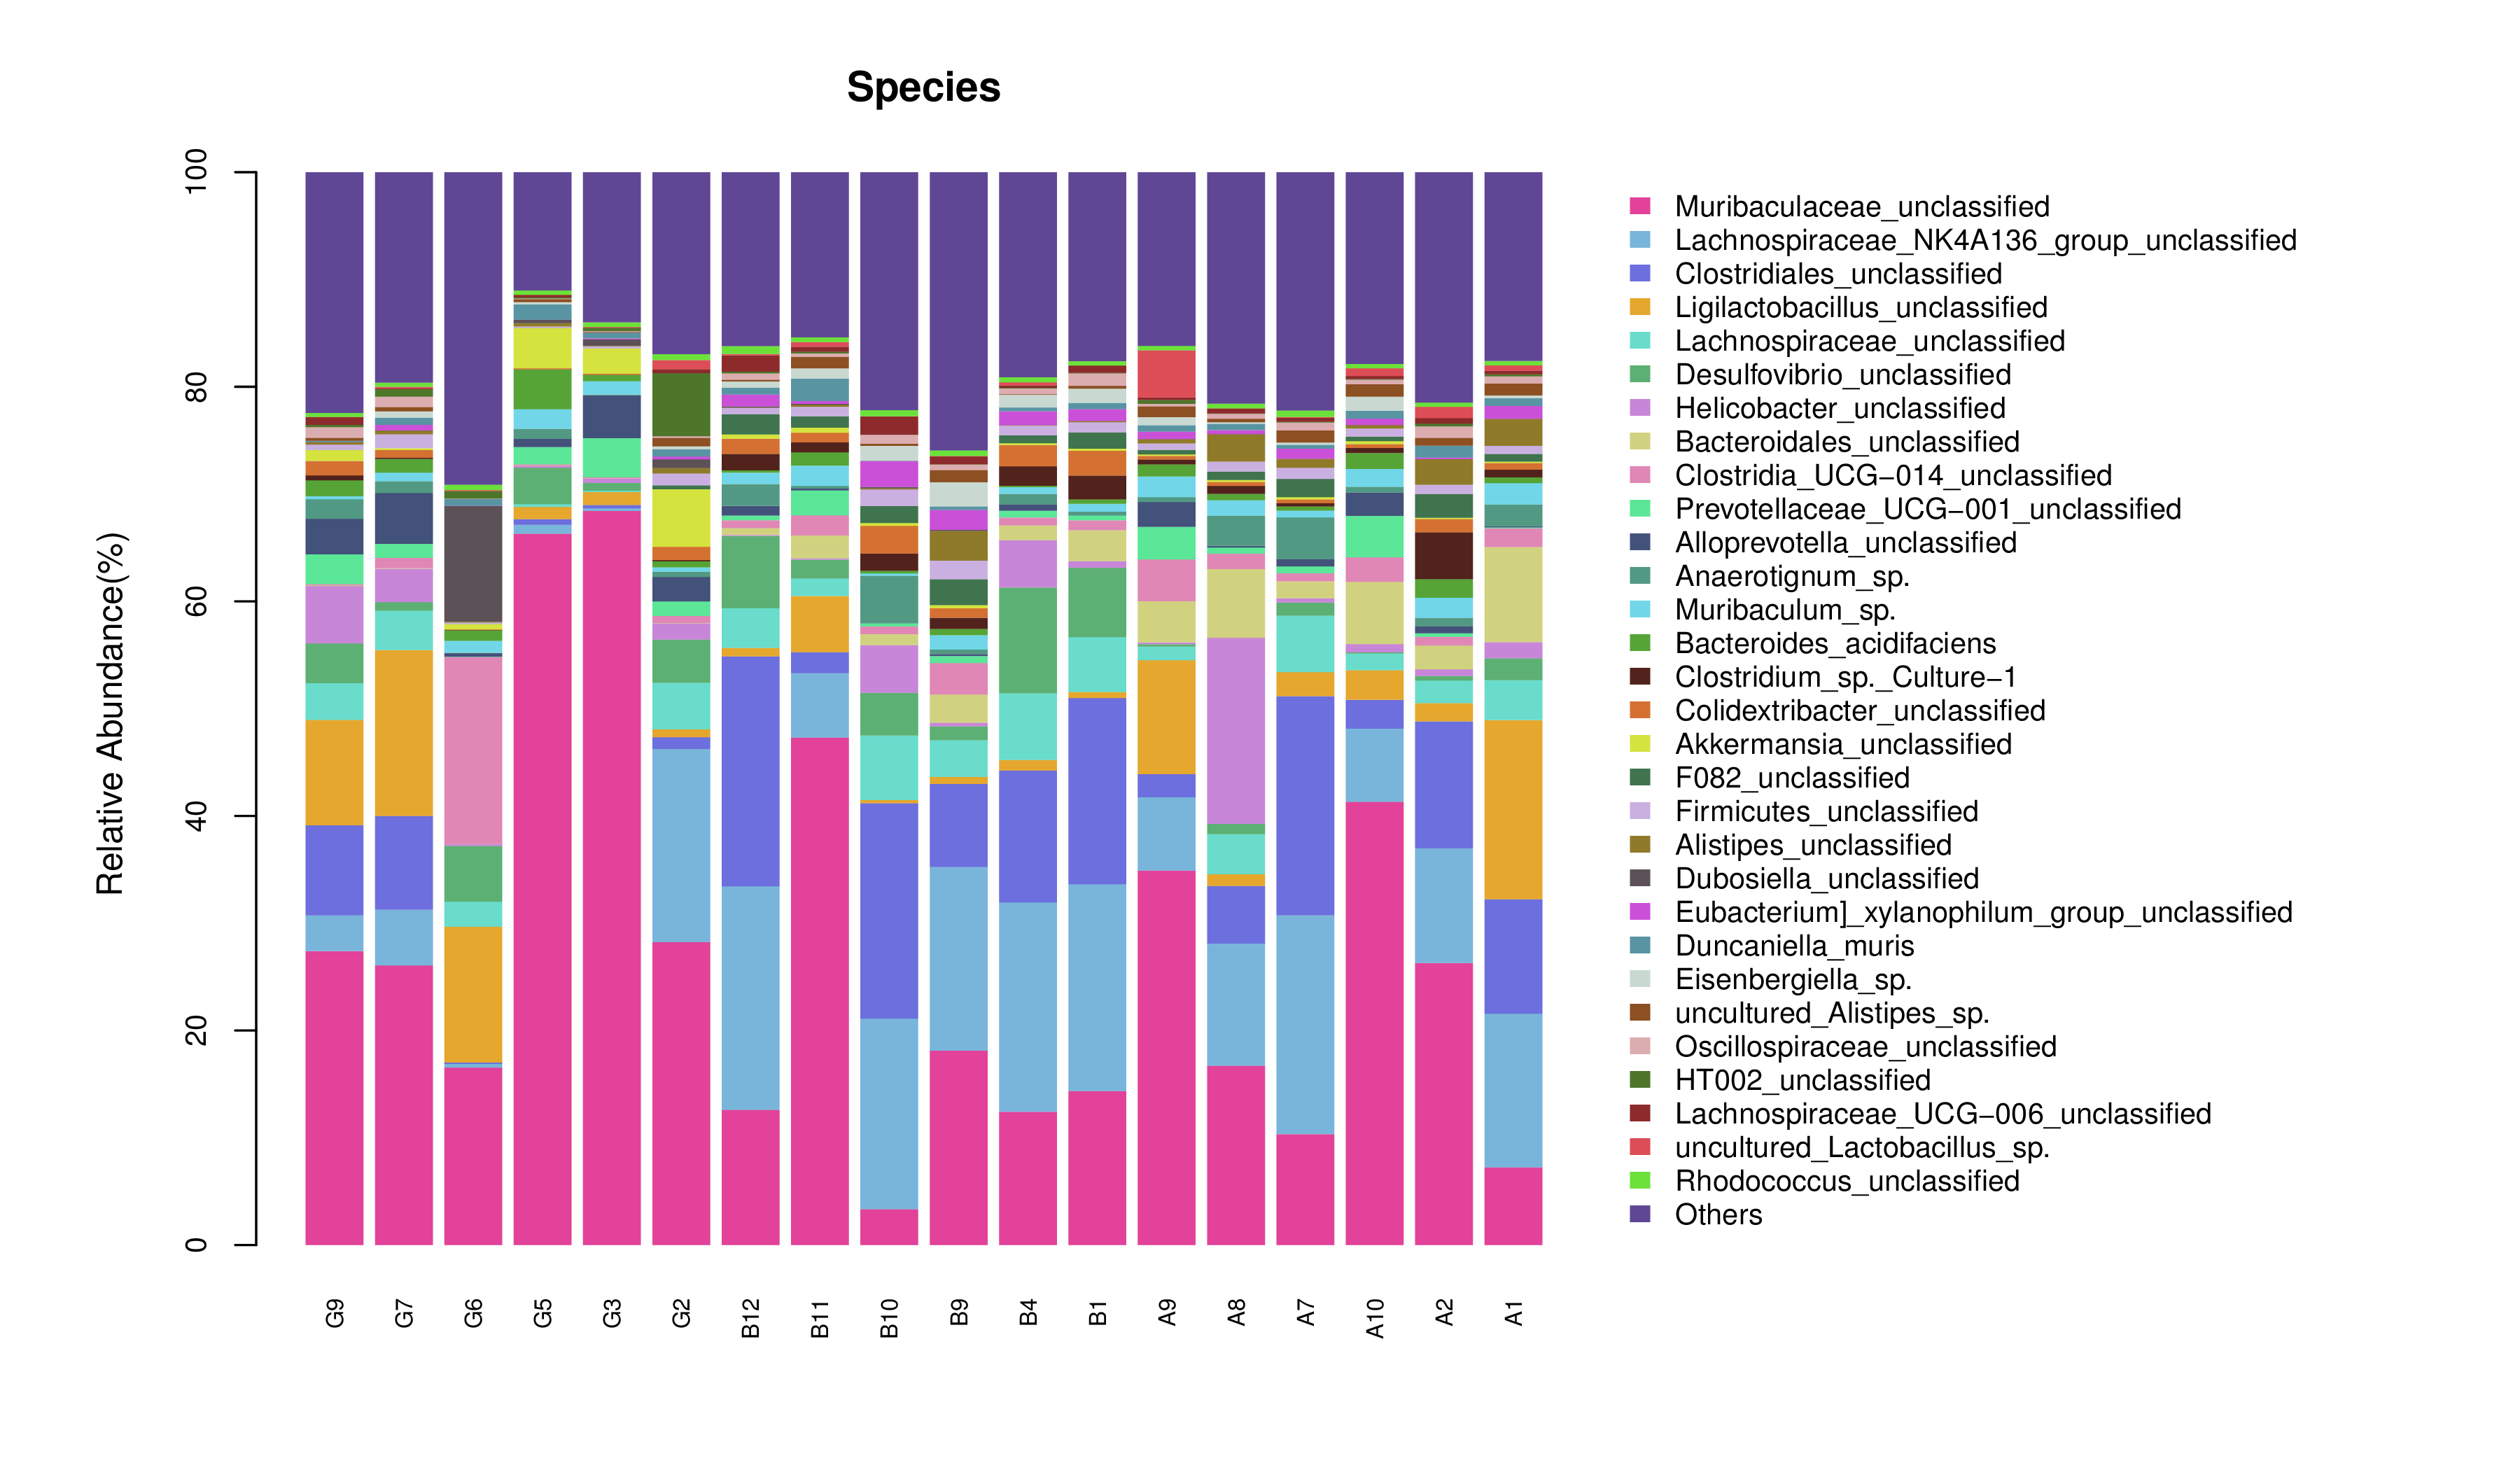 Species
Relative Abundance(%)
100
80
60
40
20
0
G9 G7 G6 G5 G3 G2 B12 B11 B10 B9 B4 B1 A9 A8 A7 A10 A2 A1
Muribaculaceae_unclassified
Lachnospiraceae_NK4A136_group_unclassified
Clostridiales_unclassified
Ligilactobacillus_unclassified
Lachnospiraceae_unclassified
Desulfovibrio_unclassified
Helicobacter_unclassified
Bacteroidales_unclassified
Clostridia_UCG−014_unclassified
Prevotellaceae_UCG−001_unclassified
Alloprevotella_unclassified
Anaerotignum_sp.
Muribaculum_sp.
Bacteroides_acidifaciens
Clostridium_sp._Culture−1
Colidextribacter_unclassified
Akkermansia_unclassified
F082_unclassified
Firmicutes_unclassified
Alistipes_unclassified
Dubosiella_unclassified
Eubacterium]_xylanophilum_group_unclassified
Duncaniella_muris
Eisenbergiella_sp.
uncultured_Alistipes_sp.
Oscillospiraceae_unclassified
HT002_unclassified
Lachnospiraceae_UCG−006_unclassified
uncultured_Lactobacillus_sp.
Rhodococcus_unclassified
Others